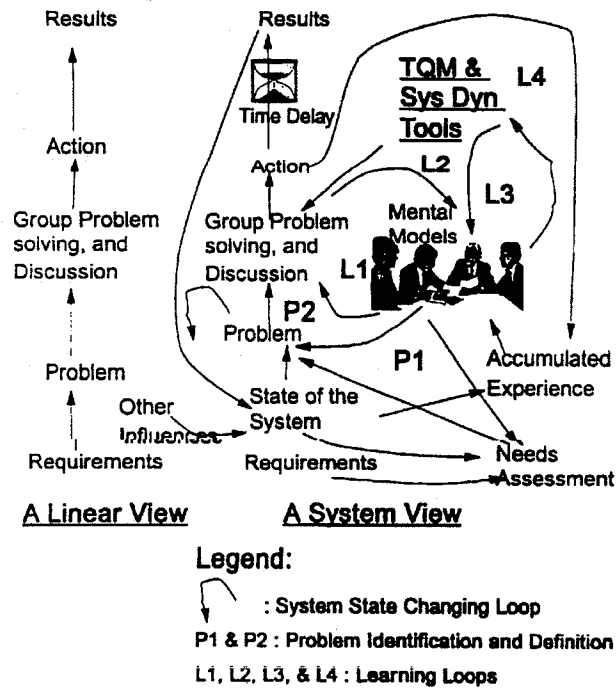 Results
Action
Group Problem
solving, and
Discussion
Problem
Requirements
A Linear View
Results
Time Delay
Action
Group Problem
solving, and
Discussion
P2
Problem
State of the
System
Other
Influences
Requirements
TQM &
Sys Dyn
Tools
L4
L2
L3
Mental
Models
L1
P1
Accumulated
Experience
Needs
Assessment
A System View
Legend:
: System State Changing Loop
P1 & P2 : Problem Identification and Definition
L1, L2, L3, & L4 : Learning Loops